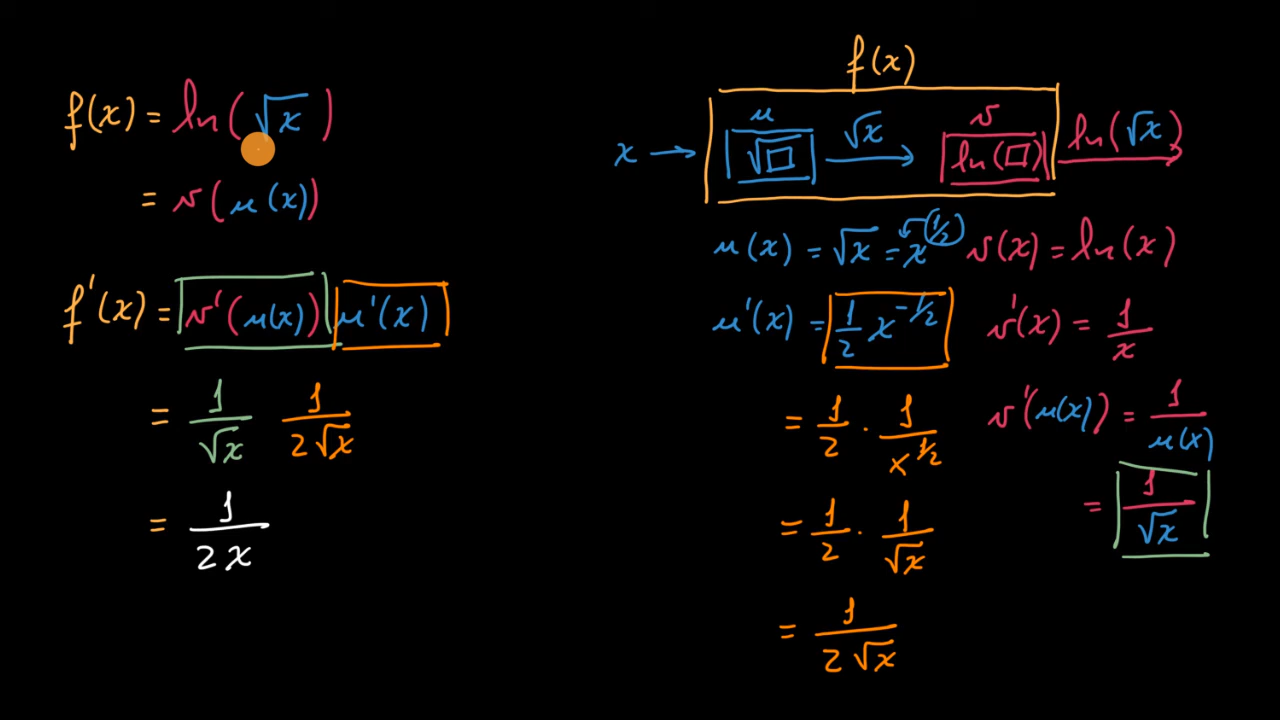 f(x) = ln(√x)
= v(u(x))
f'(x) = v'(u(x)) u'(x)
= 1/√x 1/(2√x)
= 1/(2x)
f(x)
u v
x → √□ √x → ln(□) ln(√x) →
u(x) = √x = x^(1/2) v(x) = ln(x)
u'(x) = 1/2 x^(-1/2) v'(x) = 1/x
= 1/2 · 1/x^(1/2) v'(u(x)) = 1/u(x)
= 1/2 · 1/√x = 1/√x
= 1/(2√x)